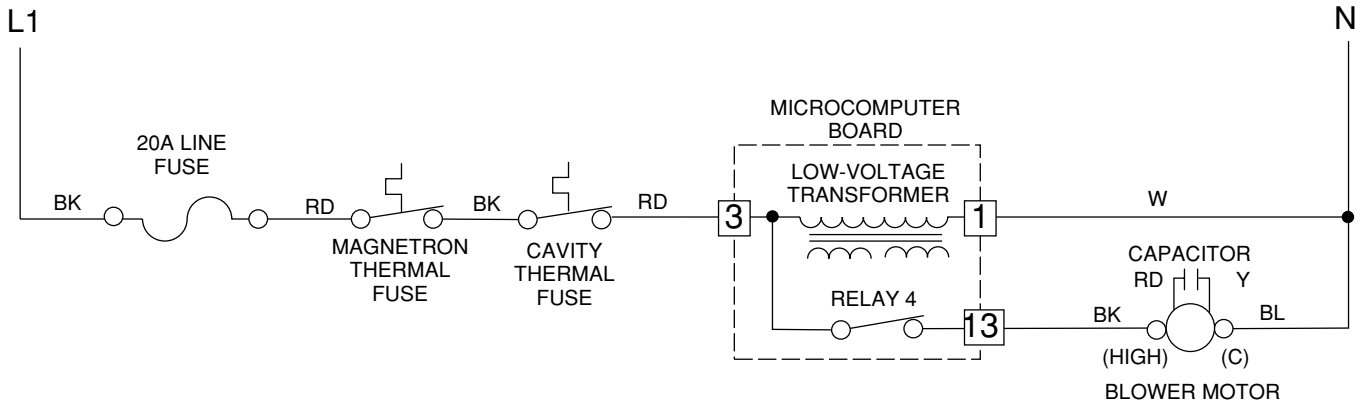 L1
N
MICROCOMPUTER
BOARD
20A LINE
FUSE
LOW-VOLTAGE
TRANSFORMER
BK
RD
BK
RD
3
1
W
MAGNETRON
THERMAL
FUSE
CAVITY
THERMAL
FUSE
CAPACITOR
RD
Y
RELAY 4
13
BK
BL
(HIGH)
(C)
BLOWER MOTOR